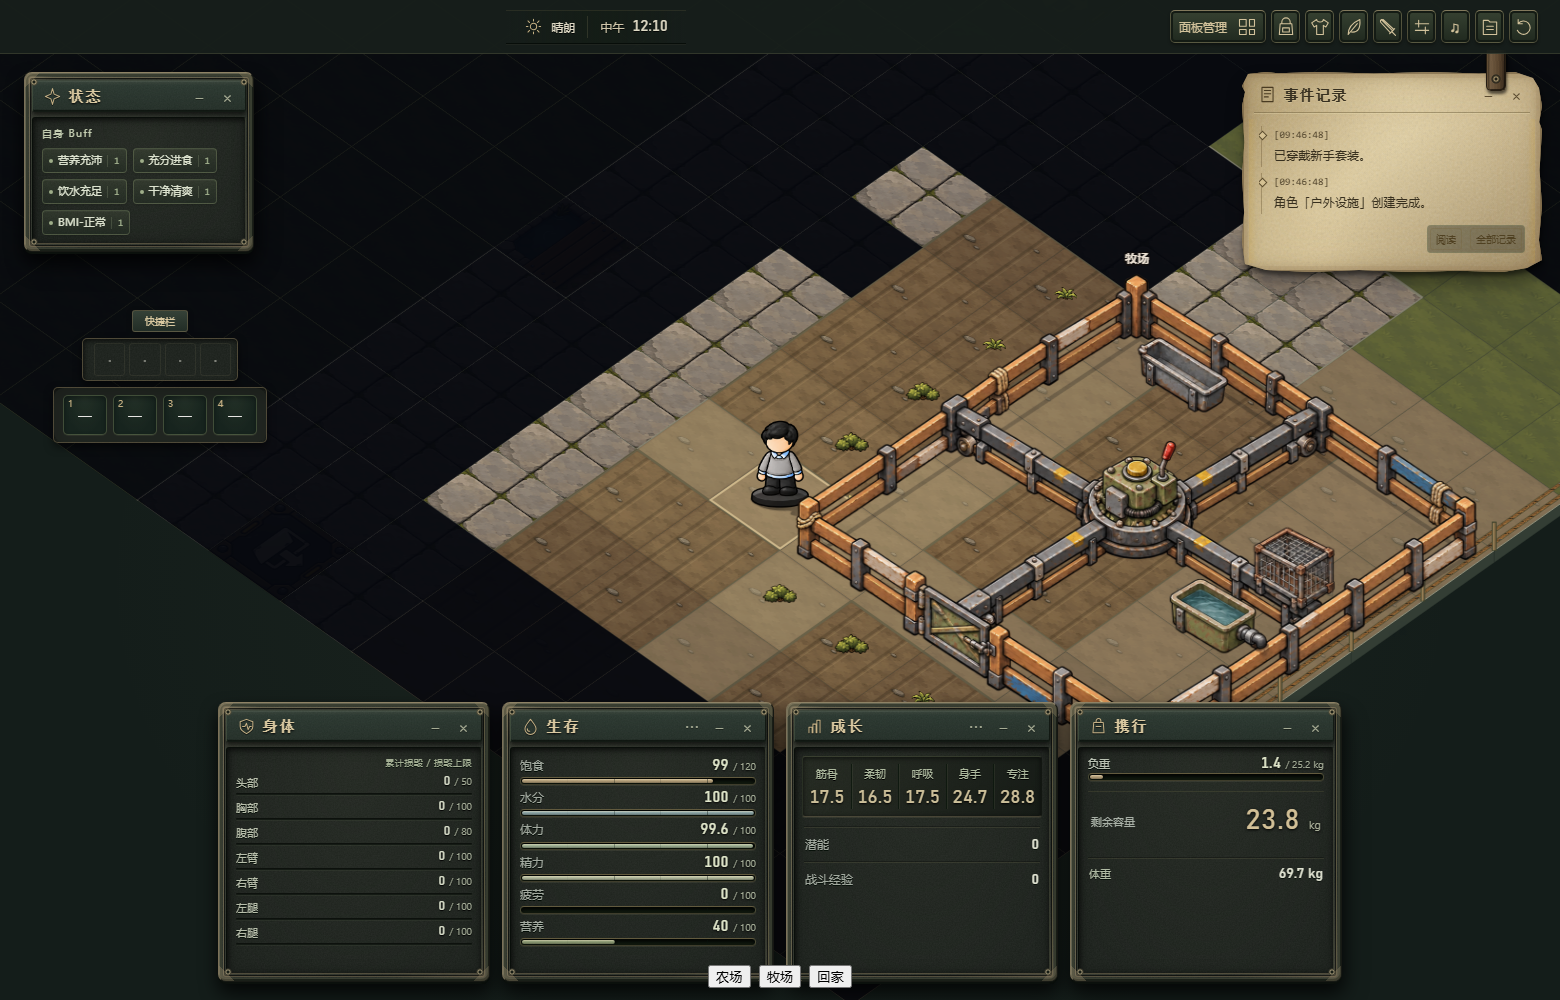 晴朗 中午 12:10
面板管理
状态
自身 Buff
营养充沛 1 充分进食 1
饮水充足 1 干净清爽 1
BMI-正常 1
快捷栏
1 2 3 4
事件记录
[09:46:48]
已穿戴新手套装。
[09:46:48]
角色「户外设施」创建完成。
阅读 全部记录
牧场
身体
累计损毁 / 损毁上限
头部 0 / 50
胸部 0 / 100
腹部 0 / 80
左臂 0 / 100
右臂 0 / 100
左腿 0 / 100
右腿 0 / 100
生存
饱食 99 / 120
水分 100 / 100
体力 99.6 / 100
精力 100 / 100
疲劳 0 / 100
营养 40 / 100
成长
筋骨 柔韧 呼吸 身手 专注
17.5 16.5 17.5 24.7 28.8
潜能 0
战斗经验 0
携行
负重 1.4 / 25.2 kg
剩余容量 23.8 kg
体重 69.7 kg
农场 牧场 回家